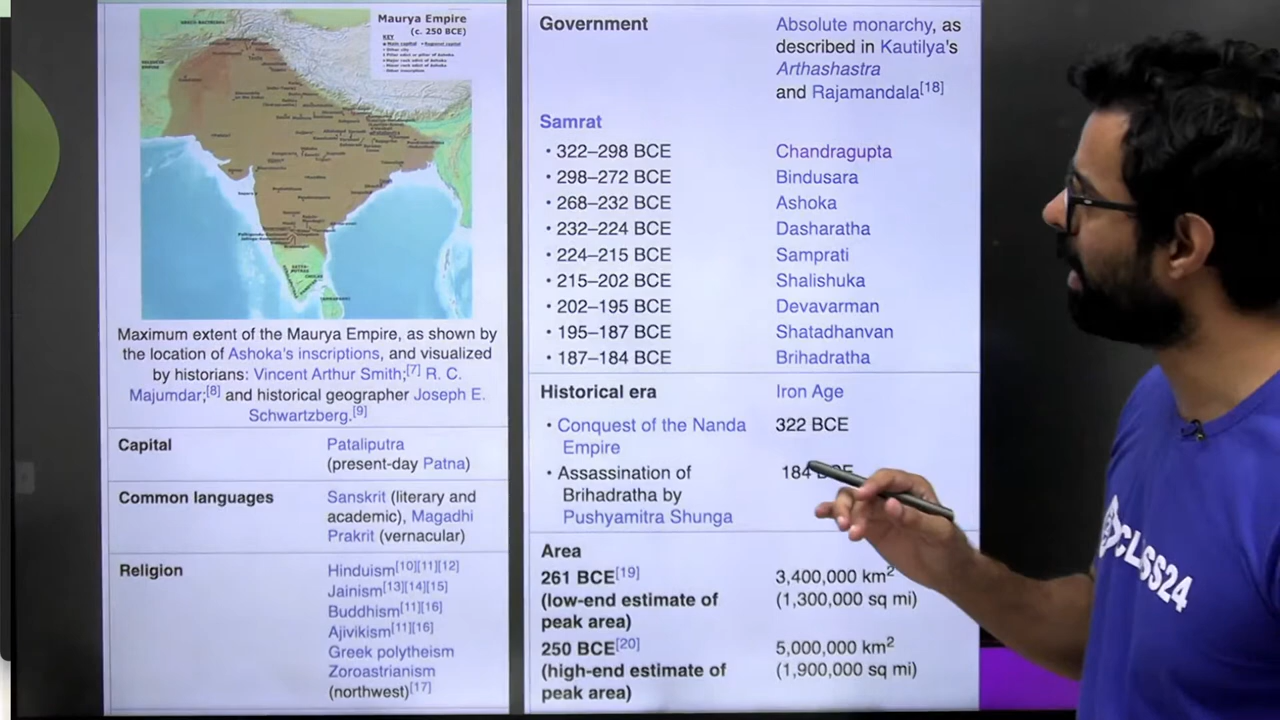 Maurya Empire
(c. 250 BCE)
KEY
Maximum extent of the Maurya Empire, as shown by
the location of Ashoka's inscriptions, and visualized
by historians: Vincent Arthur Smith;[7] R. C.
Majumdar;[8] and historical geographer Joseph E.
Schwartzberg.[9]
Capital Pataliputra
(present-day Patna)
Common languages Sanskrit (literary and
academic), Magadhi
Prakrit (vernacular)
Religion Hinduism[10][11][12]
Jainism[13][14][15]
Buddhism[11][16]
Ajivikism[11][16]
Greek polytheism
Zoroastrianism
(northwest)[17]
Government Absolute monarchy, as
described in Kautilya's
Arthashastra
and Rajamandala[18]
Samrat
• 322–298 BCE Chandragupta
• 298–272 BCE Bindusara
• 268–232 BCE Ashoka
• 232–224 BCE Dasharatha
• 224–215 BCE Samprati
• 215–202 BCE Shalishuka
• 202–195 BCE Devavarman
• 195–187 BCE Shatadhanvan
• 187–184 BCE Brihadratha
Historical era Iron Age
• Conquest of the Nanda 322 BCE
Empire
• Assassination of 184 BCE
Brihadratha by
Pushyamitra Shunga
Area
261 BCE[19] 3,400,000 km²
(low-end estimate of (1,300,000 sq mi)
peak area)
250 BCE[20] 5,000,000 km²
(high-end estimate of (1,900,000 sq mi)
peak area)
CLASS24